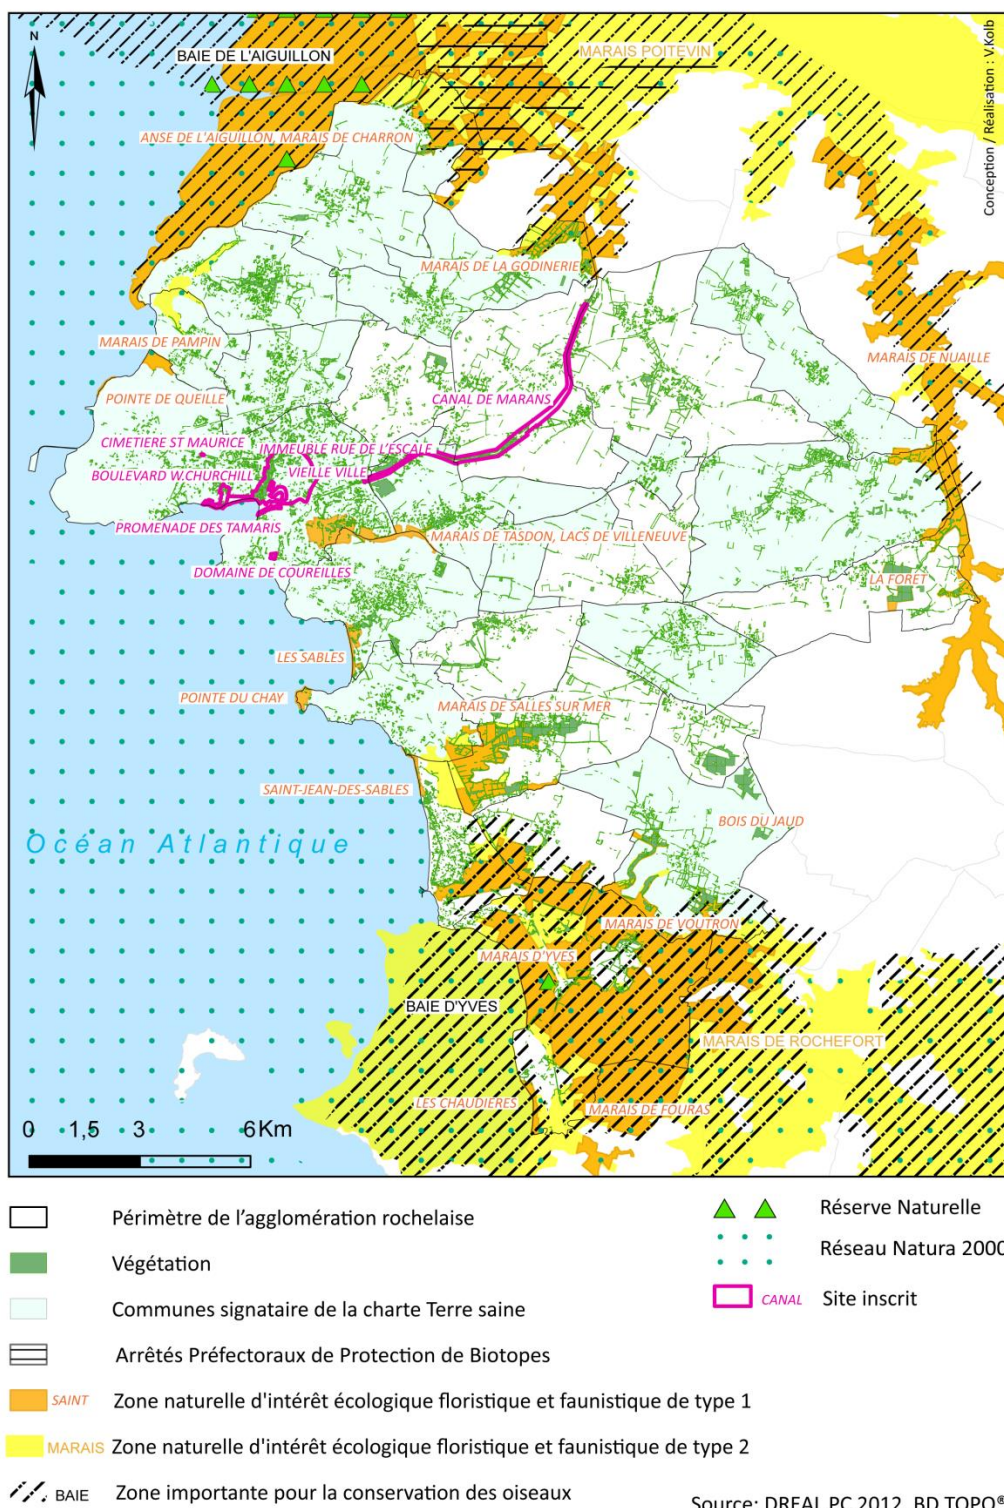 N
BAIE DE L'AIGUILLON
MARAIS POITEVIN
Conception / Réalisation : V.Kolb
ANSE DE L'AIGUILLON, MARAIS DE CHARRON
MARAIS DE LA GODINERIE
MARAIS DE PAMPIN
MARAIS DE NUAILLE
POINTE DE QUEILLE
CANAL DE MARANS
CIMETIERE ST MAURICE
IMMEUBLE RUE DE L'ESCALE
BOULEVARD W.CHURCHILL
VIEILLE VILLE
PROMENADE DES TAMARIS
MARAIS DE TASDON, LACS DE VILLENEUVE
DOMAINE DE COUREILLES
LA FORET
LES SABLES
POINTE DU CHAY
MARAIS DE SALLES SUR MER
SAINT-JEAN-DES-SABLES
BOIS DU JAUD
Océan Atlantique
MARAIS DE VOUTRON
MARAIS D'YVES
BAIE D'YVES
MARAIS DE ROCHEFORT
LES CHAUDIERES
MARAIS DE FOURAS
0 1,5 3 6 Km
Périmètre de l'agglomération rochelaise
Végétation
Communes signataire de la charte Terre saine
Arrêtés Préfectoraux de Protection de Biotopes
SAINT Zone naturelle d'intérêt écologique floristique et faunistique de type 1
MARAIS Zone naturelle d'intérêt écologique floristique et faunistique de type 2
BAIE Zone importante pour la conservation des oiseaux
Réserve Naturelle
Réseau Natura 2000
CANAL Site inscrit
Source: DREAL PC 2012, BD TOPO®